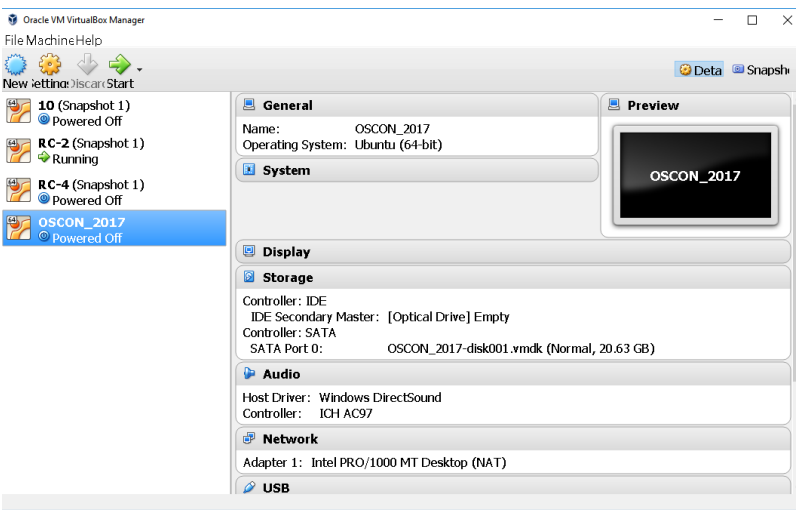 Oracle VM VirtualBox Manager
File Machine Help
New Settings Discard Start
Deta Snapsh
10 (Snapshot 1)
Powered Off
RC-2 (Snapshot 1)
Running
RC-4 (Snapshot 1)
Powered Off
OSCON_2017
Powered Off
General
Name: OSCON_2017
Operating System: Ubuntu (64-bit)
System
Preview
OSCON_2017
Display
Storage
Controller: IDE
IDE Secondary Master: [Optical Drive] Empty
Controller: SATA
SATA Port 0: OSCON_2017-disk001.vmdk (Normal, 20.63 GB)
Audio
Host Driver: Windows DirectSound
Controller: ICH AC97
Network
Adapter 1: Intel PRO/1000 MT Desktop (NAT)
USB